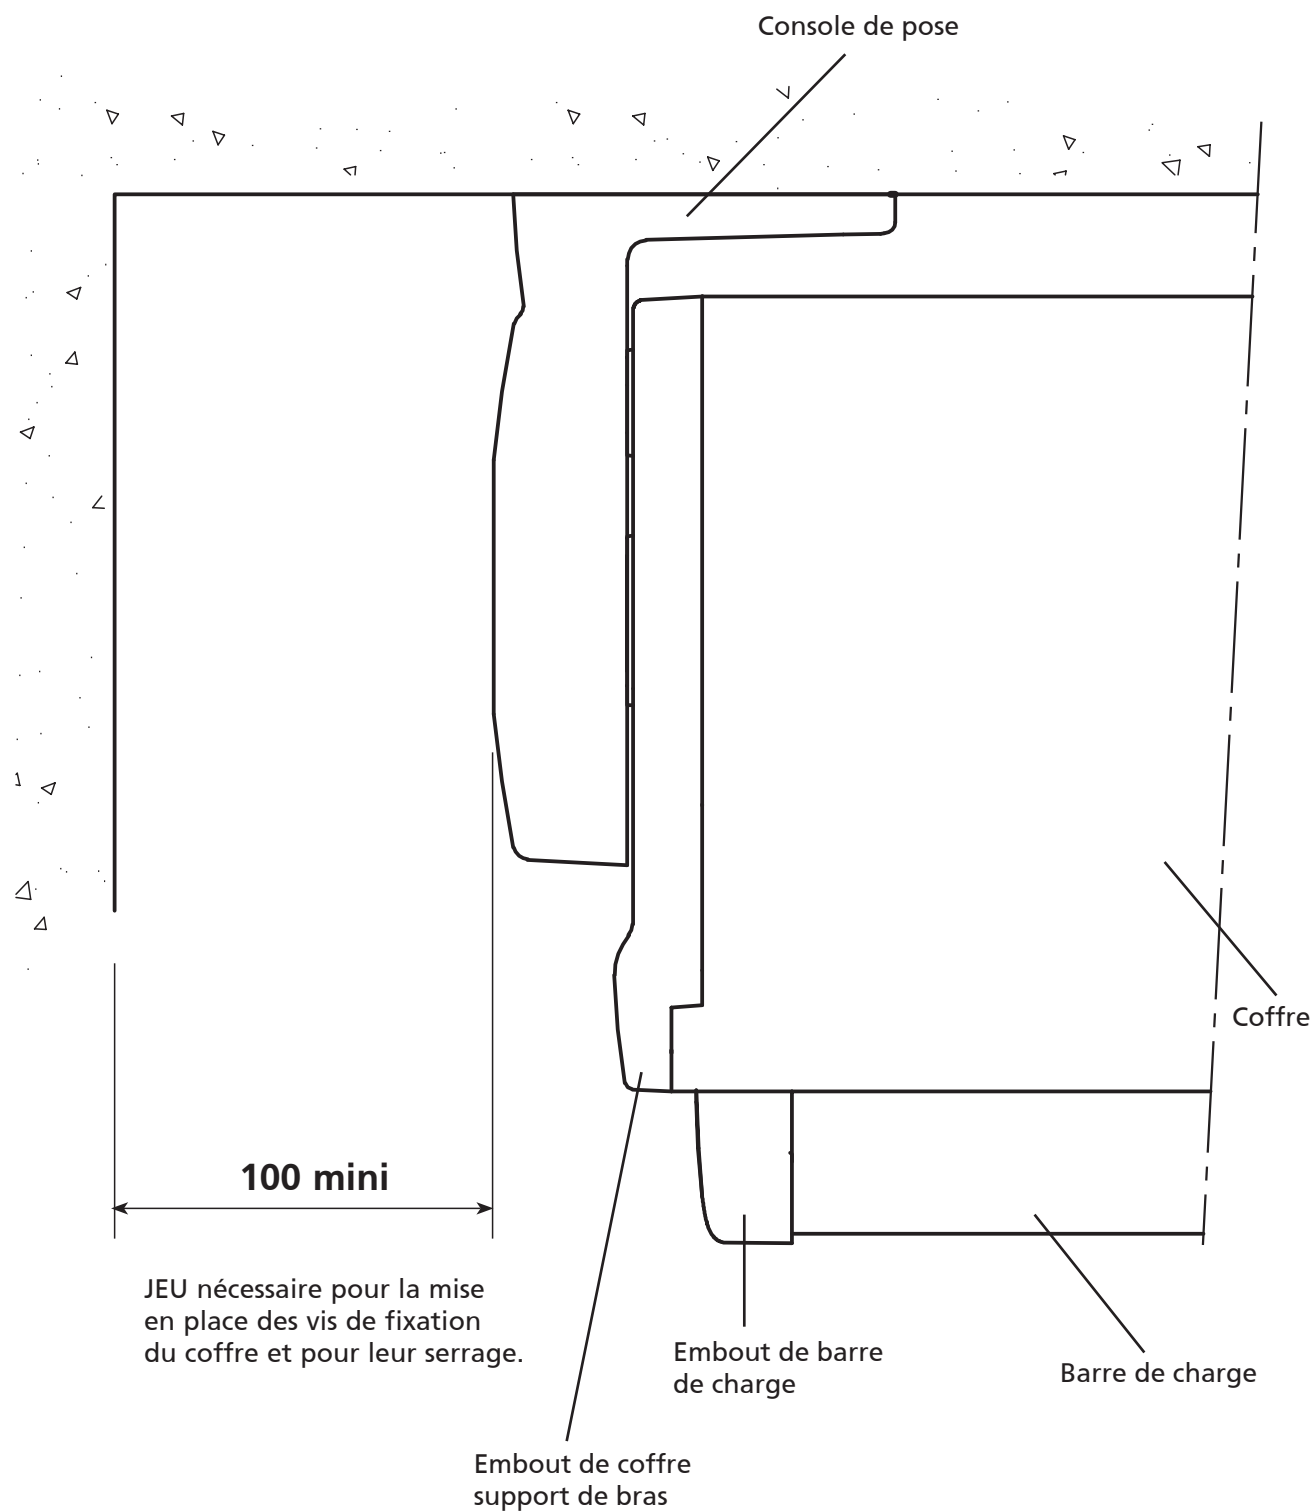 Console de pose
Coffre
100 mini
JEU nécessaire pour la mise
en place des vis de fixation
du coffre et pour leur serrage.
Embout de barre
de charge
Barre de charge
Embout de coffre
support de bras